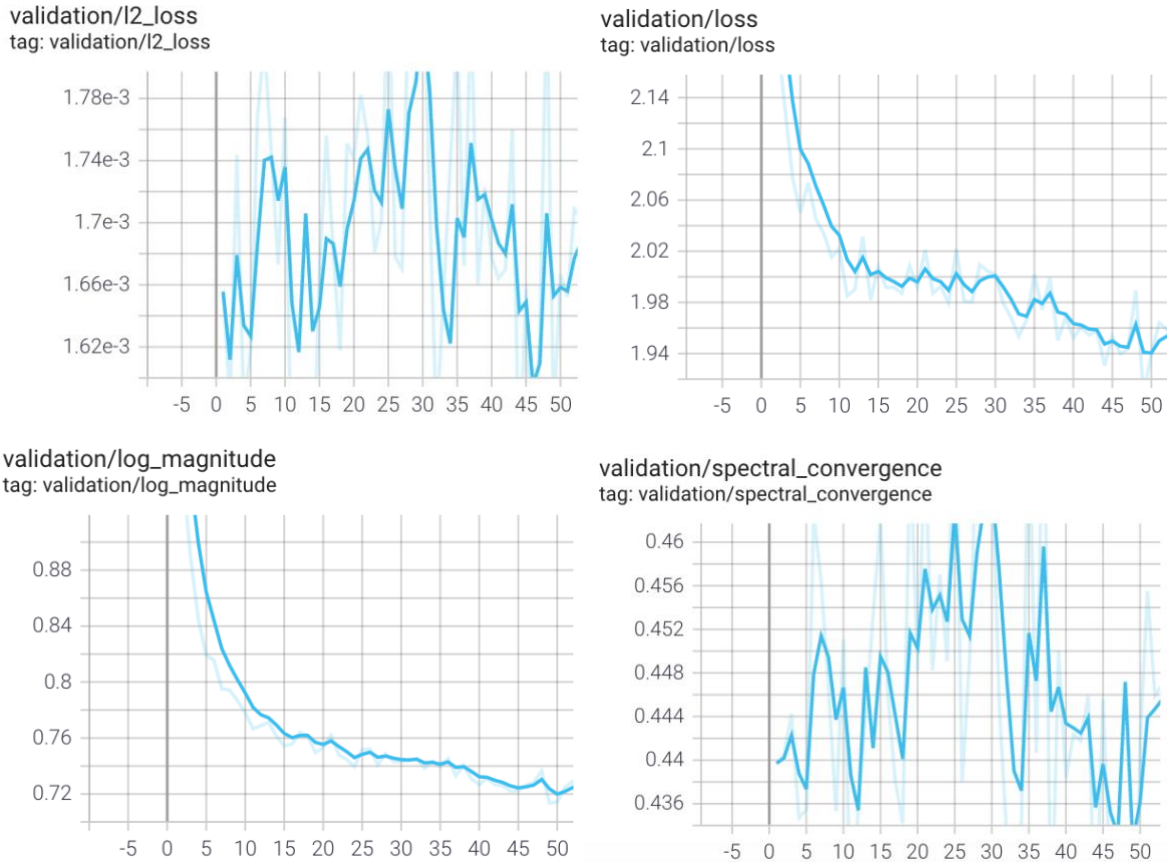 validation/l2_loss
tag: validation/l2_loss
1.78e-3
1.74e-3
1.7e-3
1.66e-3
1.62e-3
-5 0 5 10 15 20 25 30 35 40 45 50
validation/loss
tag: validation/loss
2.14
2.1
2.06
2.02
1.98
1.94
-5 0 5 10 15 20 25 30 35 40 45 50
validation/log_magnitude
tag: validation/log_magnitude
0.88
0.84
0.8
0.76
0.72
-5 0 5 10 15 20 25 30 35 40 45 50
validation/spectral_convergence
tag: validation/spectral_convergence
0.46
0.456
0.452
0.448
0.444
0.44
0.436
-5 0 5 10 15 20 25 30 35 40 45 50